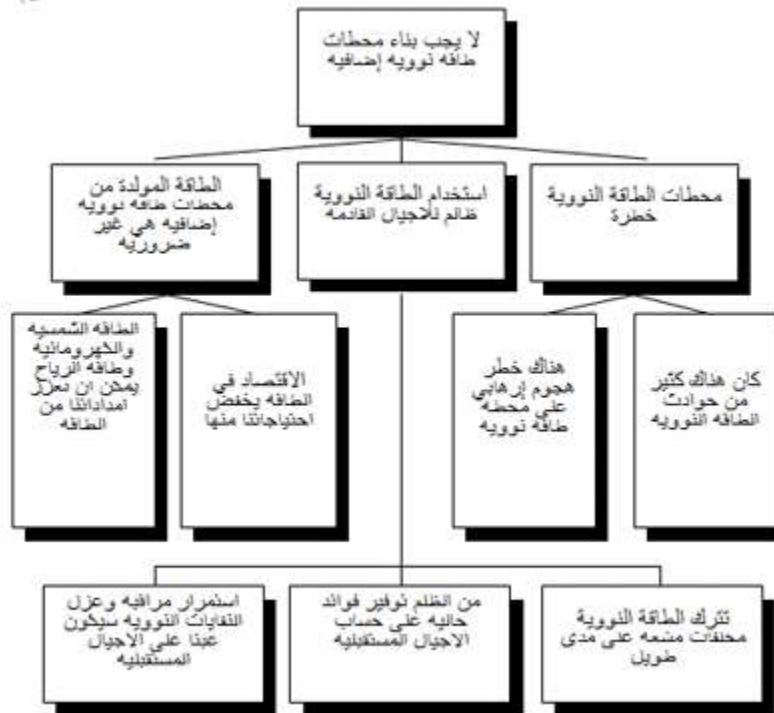 لا يجب بناء محطات
طاقه نوويه إضافيه
محطات الطاقة النووية
خطرة
استخدام الطاقة النووية
ظالم للاجيال القادمه
الطاقة المولدة من
محطات طاقه نوويه
إضافيه هي غير
ضروريه
كان هناك كثير
من حوادث
الطاقه النوويه
هناك خطر
هجوم إرهابي
على محطه
طاقه نوويه
الاقتصاد في
الطاقه يخفض
احتياجاتنا منها
الطاقه الشمسيه
والكهرومائيه
وطاقه الرياح
يمكن ان تعزز
امداداتنا من
الطاقه
تترك الطاقة النووية
مخلفات مشعه على مدى
طويل
من الظلم توفير فوائد
حاليه على حساب
الاجيال المستقبليه
استمرار مراقبه وعزل
النفايات النوويه سيكون
عبئا على الاجيال
المستقبليه